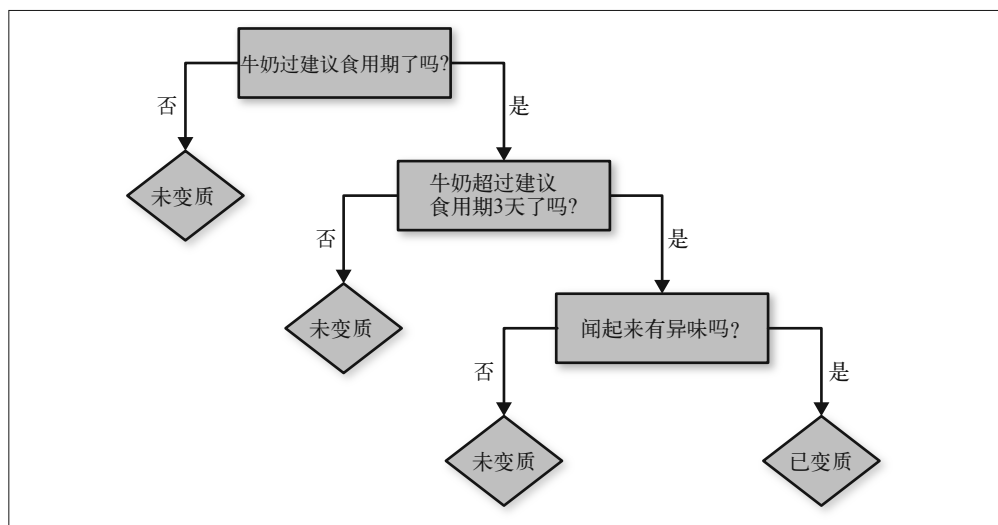 牛奶过建议食用期了吗?
否
是
未变质
牛奶超过建议
食用期3天了吗?
否
是
未变质
闻起来有异味吗?
否
是
未变质
已变质